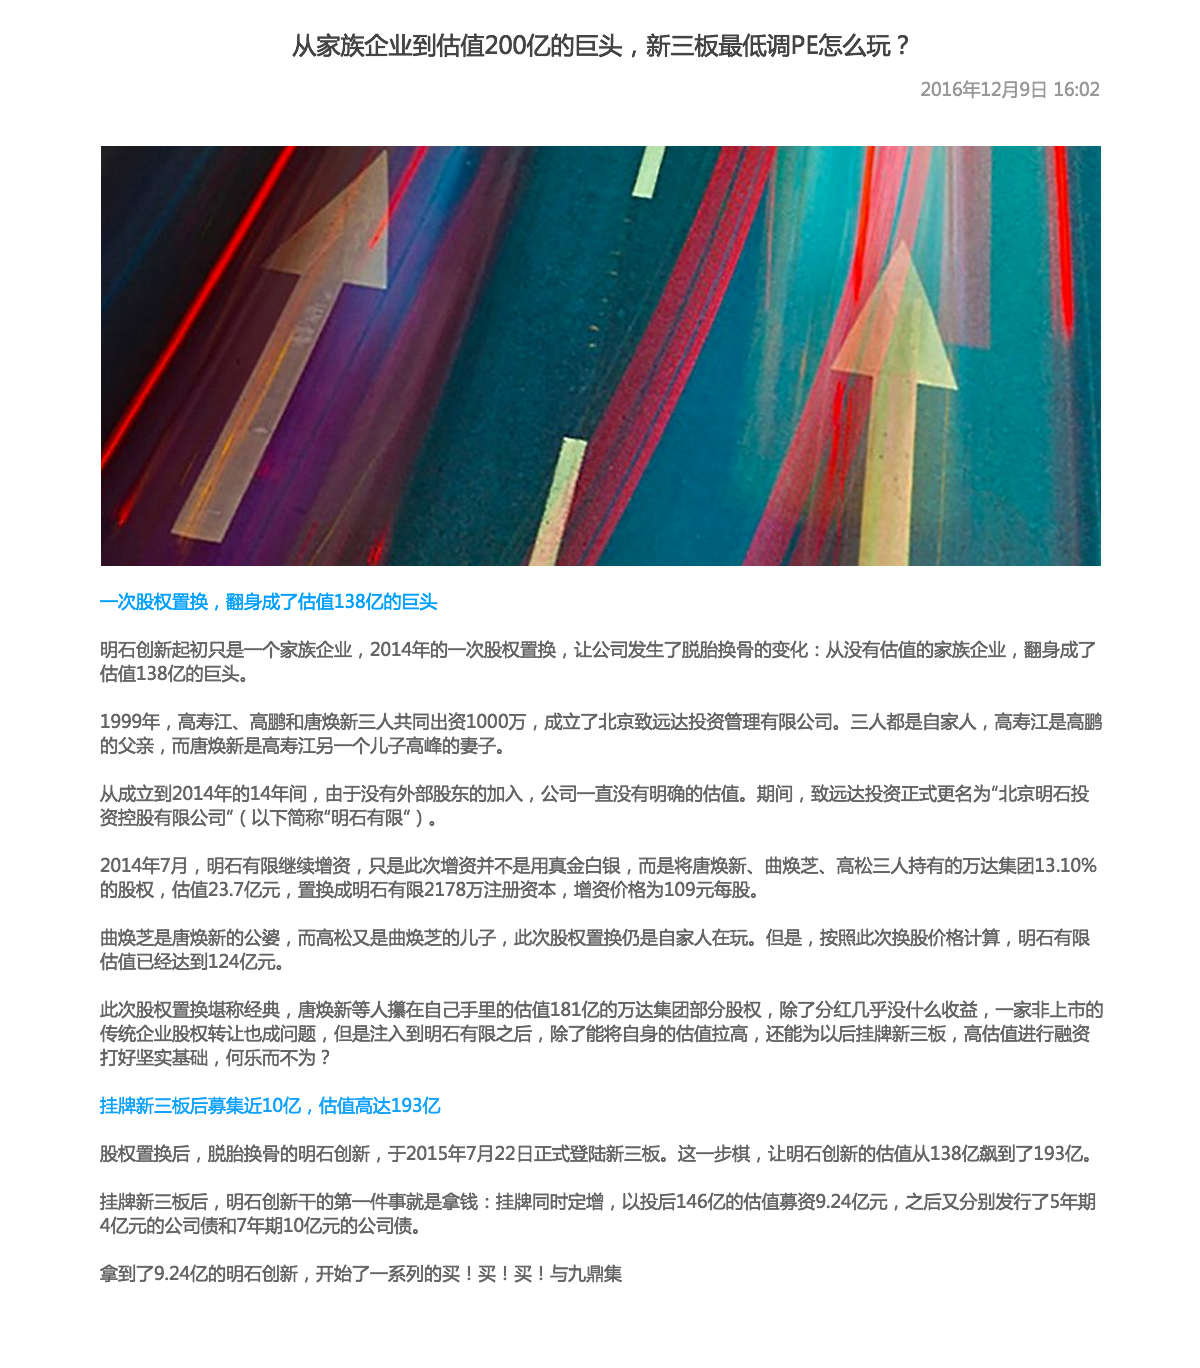 从家族企业到估值200亿的巨头，新三板最低调PE怎么玩？
2016年12月9日 16:02
一次股权置换，翻身成了估值138亿的巨头
明石创新起初只是一个家族企业，2014年的一次股权置换，让公司发生了脱胎换骨的变化：从没有估值的家族企业，翻身成了
估值138亿的巨头。
1999年，高寿江、高鹏和唐焕新三人共同出资1000万，成立了北京致远达投资管理有限公司。三人都是自家人，高寿江是高鹏
的父亲，而唐焕新是高寿江另一个儿子高峰的妻子。
从成立到2014年的14年间，由于没有外部股东的加入，公司一直没有明确的估值。期间，致远达投资正式更名为“北京明石投
资控股有限公司”（以下简称“明石有限”）。
2014年7月，明石有限继续增资，只是此次增资并不是用真金白银，而是将唐焕新、曲焕芝、高松三人持有的万达集团13.10%
的股权，估值23.7亿元，置换成明石有限2178万注册资本，增资价格为109元每股。
曲焕芝是唐焕新的公婆，而高松又是曲焕芝的儿子，此次股权置换仍是自家人在玩。但是，按照此次换股价格计算，明石有限
估值已经达到124亿元。
此次股权置换堪称经典，唐焕新等人攥在自己手里的估值181亿的万达集团部分股权，除了分红几乎没什么收益，一家非上市的
传统企业股权转让也成问题，但是注入到明石有限之后，除了能将自身的估值拉高，还能为以后挂牌新三板，高估值进行融资
打好坚实基础，何乐而不为？
挂牌新三板后募集近10亿，估值高达193亿
股权置换后，脱胎换骨的明石创新，于2015年7月22日正式登陆新三板。这一步棋，让明石创新的估值从138亿飙到了193亿。
挂牌新三板后，明石创新干的第一件事就是拿钱：挂牌同时定增，以投后146亿的估值募资9.24亿元，之后又分别发行了5年期
4亿元的公司债和7年期10亿元的公司债。
拿到了9.24亿的明石创新，开始了一系列的买！买！买！与九鼎集